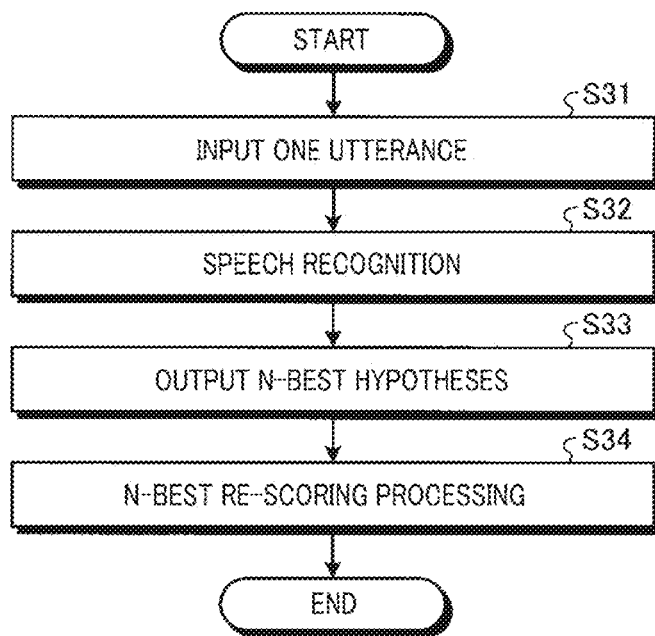 START
S31
INPUT ONE UTTERANCE
S32
SPEECH RECOGNITION
S33
OUTPUT N-BEST HYPOTHESES
S34
N-BEST RE-SCORING PROCESSING
END